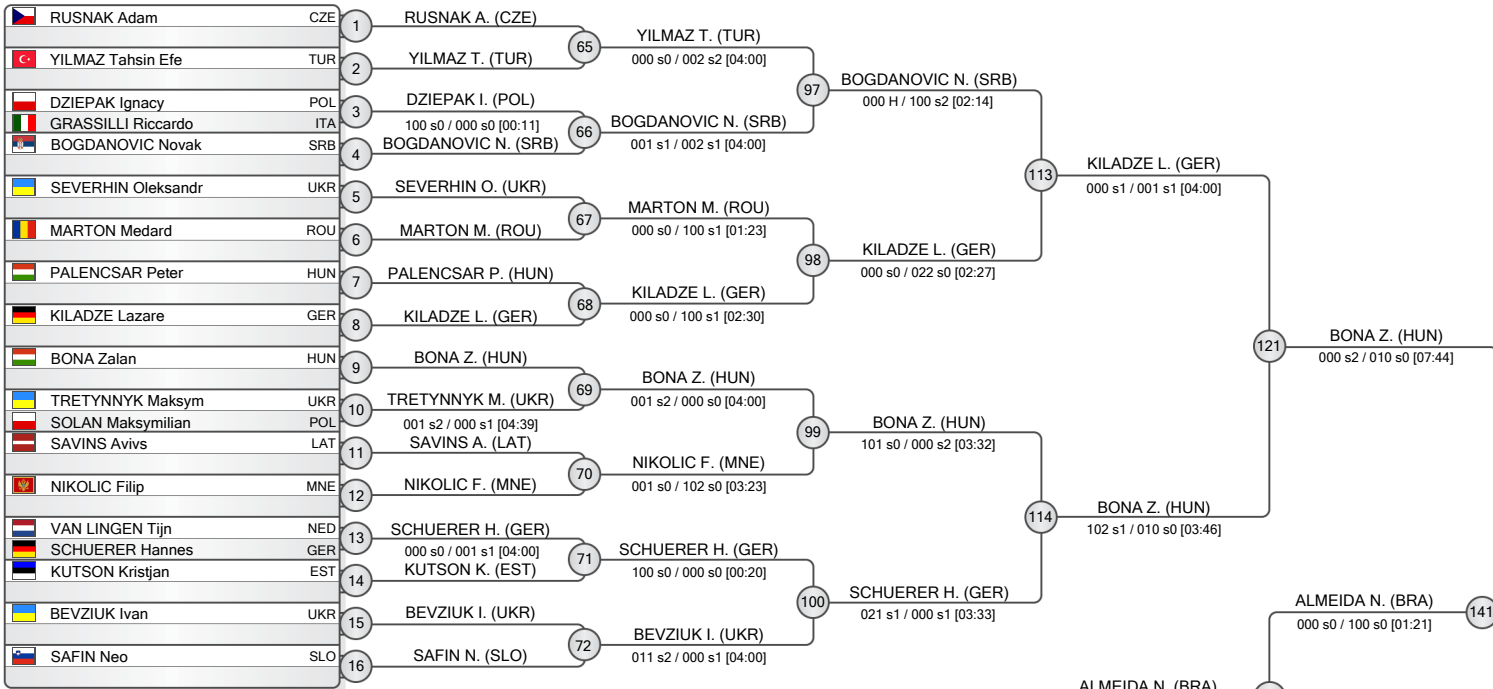 RUSNAK Adam CZE
YILMAZ Tahsin Efe TUR
DZIEPAK Ignacy POL
GRASSILLI Riccardo ITA
BOGDANOVIC Novak SRB
SEVERHIN Oleksandr UKR
MARTON Medard ROU
PALENCSAR Peter HUN
KILADZE Lazare GER
BONA Zalan HUN
TRETYNNYK Maksym UKR
SOLAN Maksymilian POL
SAVINS Avivs LAT
NIKOLIC Filip MNE
VAN LINGEN Tijn NED
SCHUERER Hannes GER
KUTSON Kristjan EST
BEVZIUK Ivan UKR
SAFIN Neo SLO
1
2
3
4
5
6
7
8
9
10
11
12
13
14
15
16
RUSNAK A. (CZE)
YILMAZ T. (TUR)
DZIEPAK I. (POL)
100 s0 / 000 s0 [00:11]
BOGDANOVIC N. (SRB)
SEVERHIN O. (UKR)
MARTON M. (ROU)
PALENCSAR P. (HUN)
KILADZE L. (GER)
BONA Z. (HUN)
TRETYNNYK M. (UKR)
001 s2 / 000 s1 [04:39]
SAVINS A. (LAT)
NIKOLIC F. (MNE)
SCHUERER H. (GER)
000 s0 / 001 s1 [04:00]
KUTSON K. (EST)
BEVZIUK I. (UKR)
SAFIN N. (SLO)
65
66
67
68
69
70
71
72
YILMAZ T. (TUR)
000 s0 / 002 s2 [04:00]
BOGDANOVIC N. (SRB)
001 s1 / 002 s1 [04:00]
MARTON M. (ROU)
000 s0 / 100 s1 [01:23]
KILADZE L. (GER)
000 s0 / 100 s1 [02:30]
BONA Z. (HUN)
001 s2 / 000 s0 [04:00]
NIKOLIC F. (MNE)
001 s0 / 102 s0 [03:23]
SCHUERER H. (GER)
100 s0 / 000 s0 [00:20]
BEVZIUK I. (UKR)
011 s2 / 000 s1 [04:00]
97
98
99
100
BOGDANOVIC N. (SRB)
000 H / 100 s2 [02:14]
KILADZE L. (GER)
000 s0 / 022 s0 [02:27]
BONA Z. (HUN)
101 s0 / 000 s2 [03:32]
SCHUERER H. (GER)
021 s1 / 000 s1 [03:33]
113
114
KILADZE L. (GER)
000 s1 / 001 s1 [04:00]
BONA Z. (HUN)
102 s1 / 010 s0 [03:46]
121
BONA Z. (HUN)
000 s2 / 010 s0 [07:44]
ALMEIDA N. (BRA)
000 s0 / 100 s0 [01:21]
141
ALMEIDA N. (BRA)